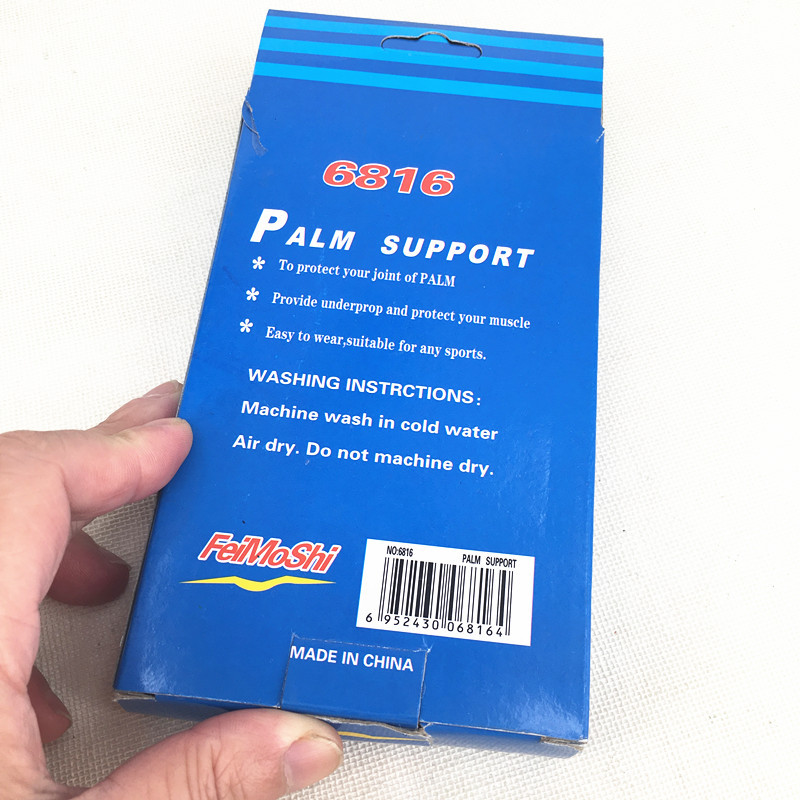 6816
PALM SUPPORT
* To protect your joint of PALM
* Provide underprop and protect your muscle
* Easy to wear,suitable for any sports.
WASHING INSTRCTIONS:
Machine wash in cold water
Air dry. Do not machine dry.
FeiMoShi
NO:6816 PALM SUPPORT
6 952430 068164
MADE IN CHINA